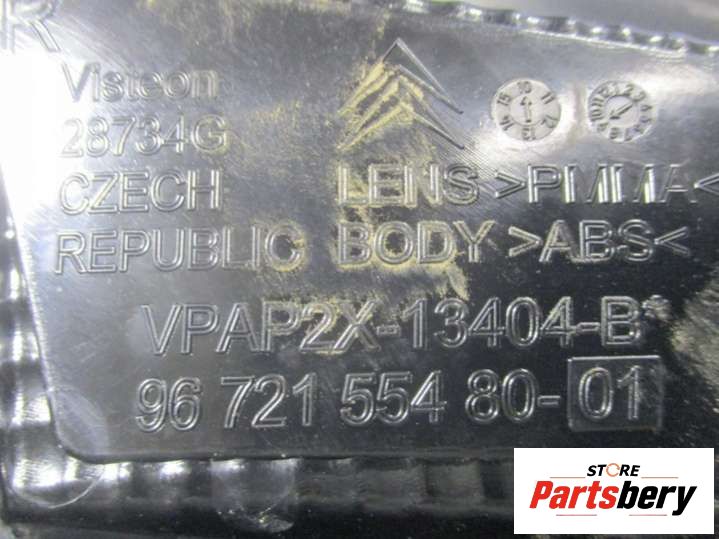 R
Visteon
28734G
CZECH
REPUBLIC
LENS >PMMA<
BODY >ABS<
VPAP2X-13404-B*
96 721 554 80-01
STORE
Partsbery